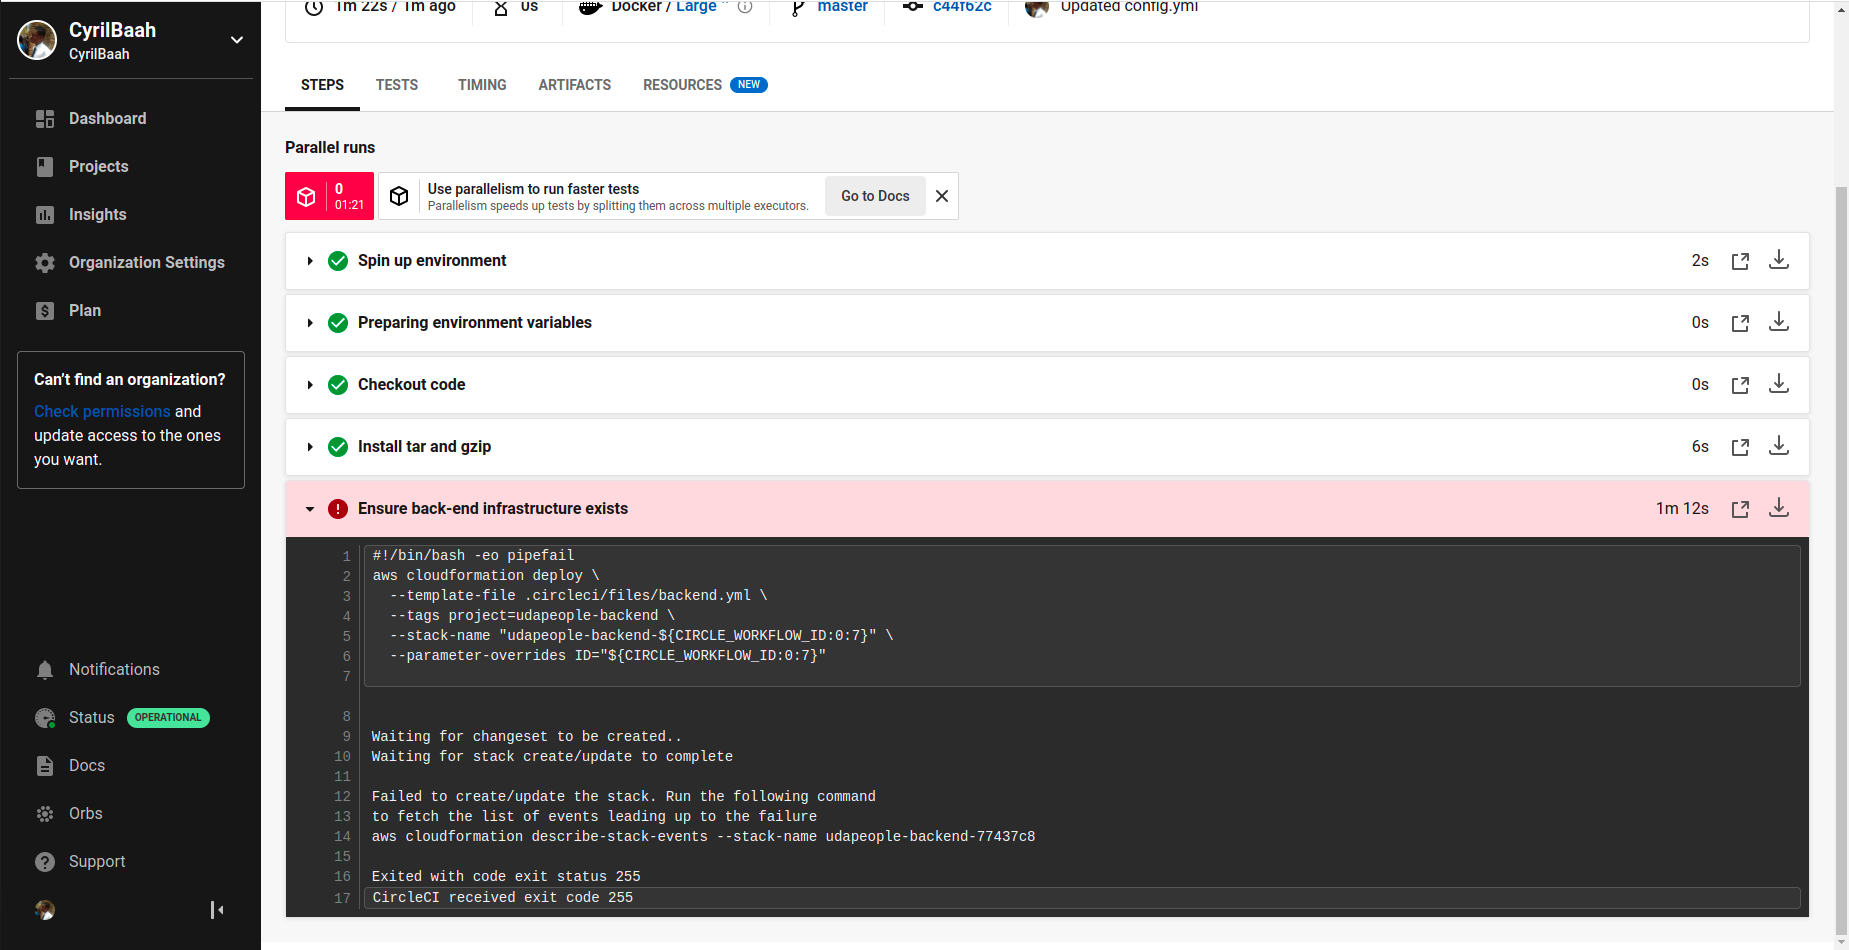 CyrilBaah
CyrilBaah
Dashboard
Projects
Insights
Organization Settings
Plan
Can't find an organization?
Check permissions and
update access to the ones
you want.
Notifications
Status OPERATIONAL
Docs
Orbs
Support
1m 22s / 1m ago
0s
Docker / Large
master
c44f62c
Updated config.yml
STEPS TESTS TIMING ARTIFACTS RESOURCES NEW
Parallel runs
0
01:21
Use parallelism to run faster tests
Parallelism speeds up tests by splitting them across multiple executors.
Go to Docs
Spin up environment 2s
Preparing environment variables 0s
Checkout code 0s
Install tar and gzip 6s
Ensure back-end infrastructure exists 1m 12s
1 #!/bin/bash -eo pipefail
2 aws cloudformation deploy \
3 --template-file .circleci/files/backend.yml \
4 --tags project=udapeople-backend \
5 --stack-name "udapeople-backend-${CIRCLE_WORKFLOW_ID:0:7}" \
6 --parameter-overrides ID="${CIRCLE_WORKFLOW_ID:0:7}"
7
8
9 Waiting for changeset to be created..
10 Waiting for stack create/update to complete
11
12 Failed to create/update the stack. Run the following command
13 to fetch the list of events leading up to the failure
14 aws cloudformation describe-stack-events --stack-name udapeople-backend-77437c8
15
16 Exited with code exit status 255
17 CircleCI received exit code 255